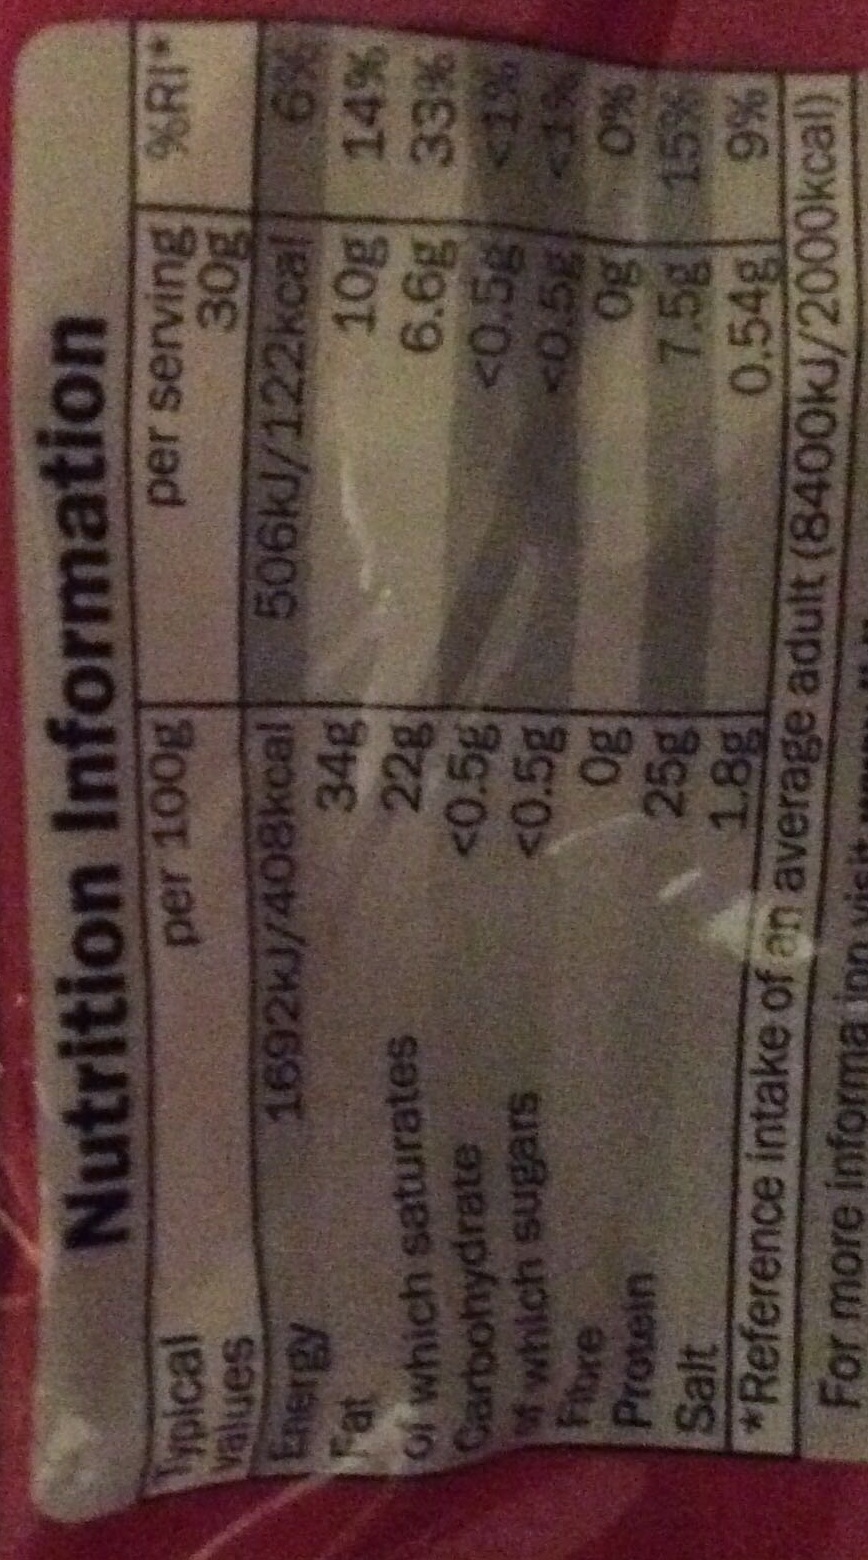 Nutrition Information
Typical values per 100g per serving 30g %RI*
Energy 1692kJ/408kcal 506kJ/122kcal 6%
Fat 34g 10g 14%
of which saturates 22g 6.6g 33%
Carbohydrate <0.5g <0.5g <1%
of which sugars <0.5g <0.5g <1%
Fibre 0g 0g 0%
Protein 25g 7.5g 15%
Salt 1.8g 0.54g 9%
*Reference intake of an average adult (8400kJ/2000kcal)
For more informa ion visit